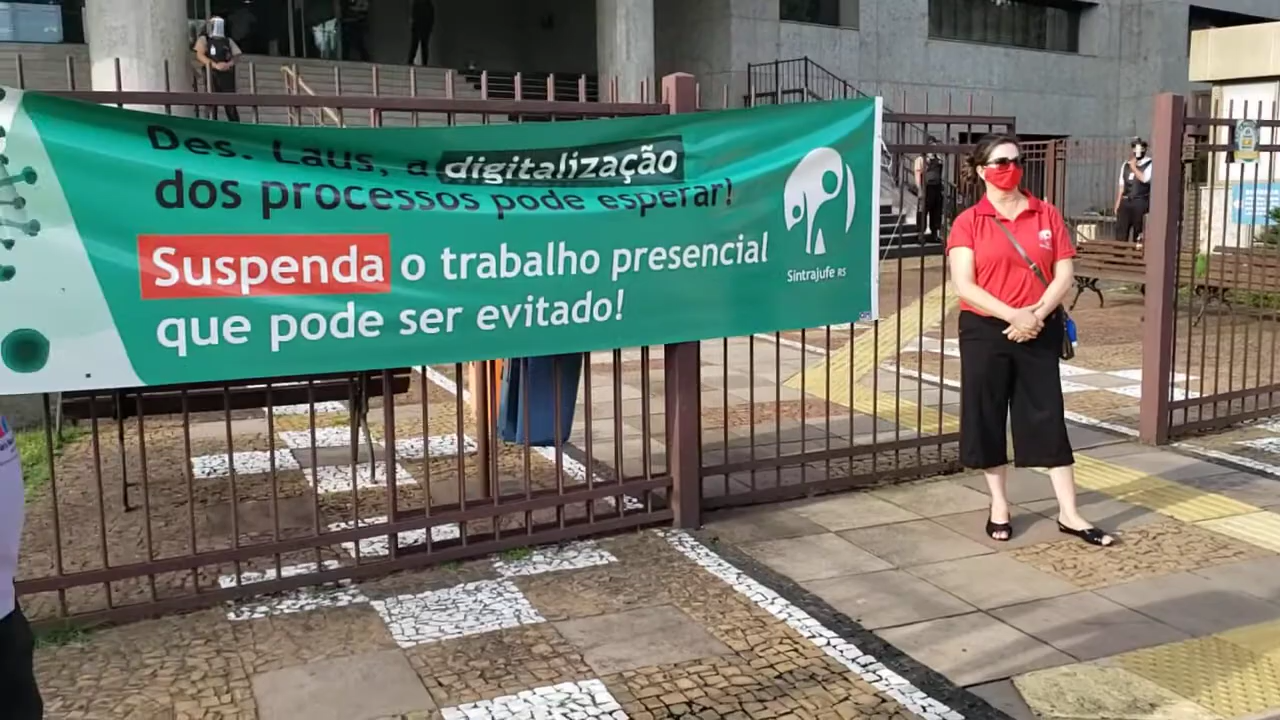 Des. Laus, a digitalização
dos processos pode esperar!
Suspenda o trabalho presencial
que pode ser evitado!
Sintrajufe RS